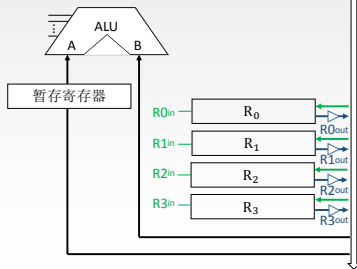 ALU
A B
暂存寄存器
R0in R₀ R0out
R1in R₁ R1out
R2in R₂ R2out
R3in R₃ R3out